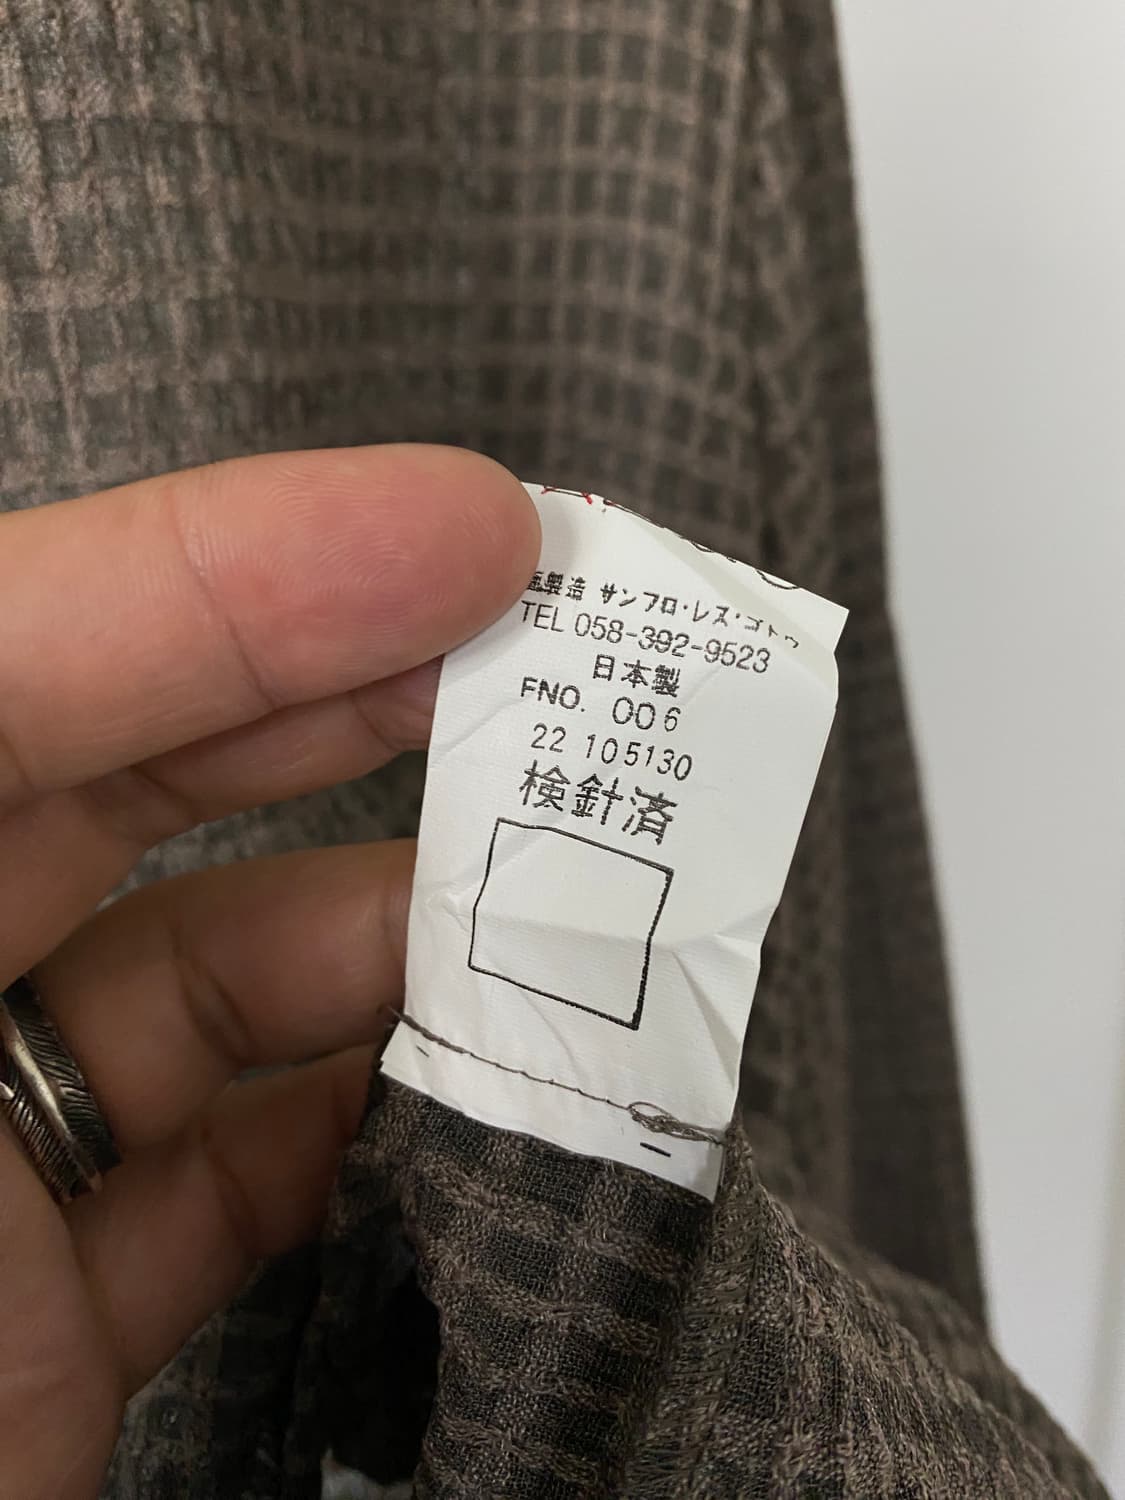 製造 サンフロ・レス・ゴトウ
TEL 058-392-9523
日本製
FNO. 006
22 105130
検針済